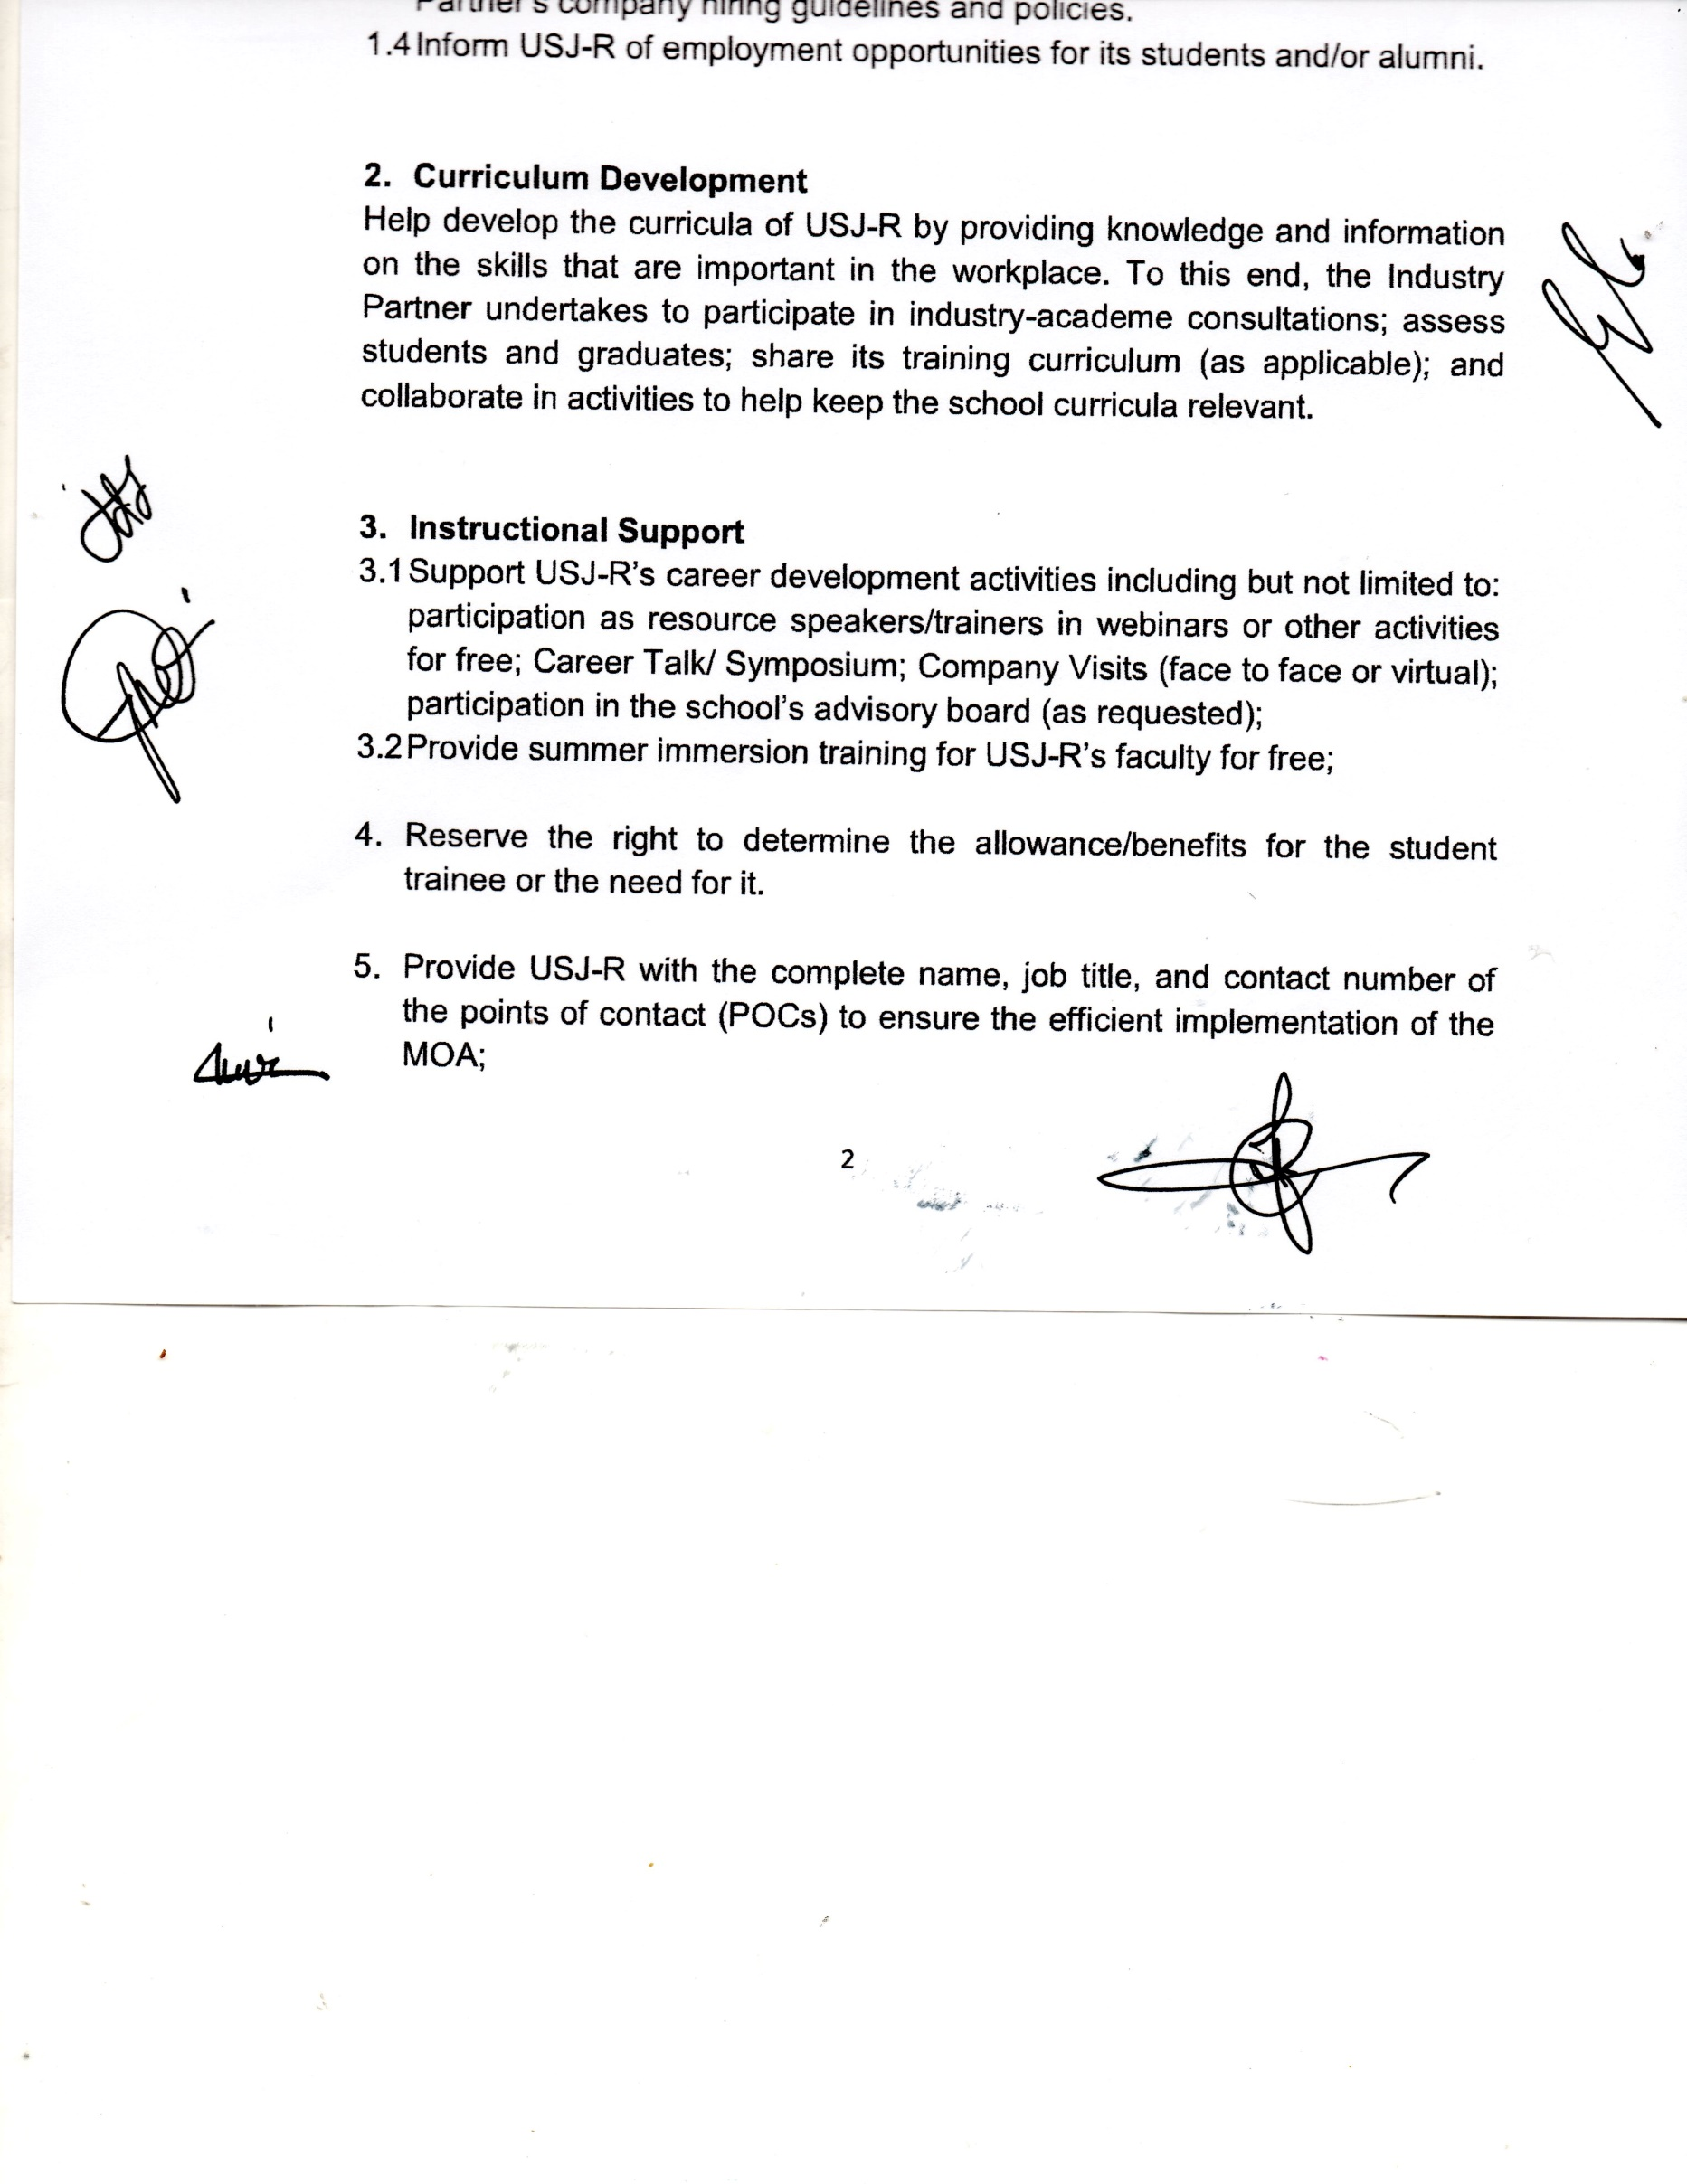 Partner's company hiring guidelines and policies.
1.4 Inform USJ-R of employment opportunities for its students and/or alumni.
2. Curriculum Development
Help develop the curricula of USJ-R by providing knowledge and information
on the skills that are important in the workplace. To this end, the Industry
Partner undertakes to participate in industry-academe consultations; assess
students and graduates; share its training curriculum (as applicable); and
collaborate in activities to help keep the school curricula relevant.
3. Instructional Support
3.1 Support USJ-R's career development activities including but not limited to:
participation as resource speakers/trainers in webinars or other activities
for free; Career Talk/ Symposium; Company Visits (face to face or virtual);
participation in the school's advisory board (as requested);
3.2 Provide summer immersion training for USJ-R's faculty for free;
4. Reserve the right to determine the allowance/benefits for the student
trainee or the need for it.
5. Provide USJ-R with the complete name, job title, and contact number of
the points of contact (POCs) to ensure the efficient implementation of the
MOA;
2